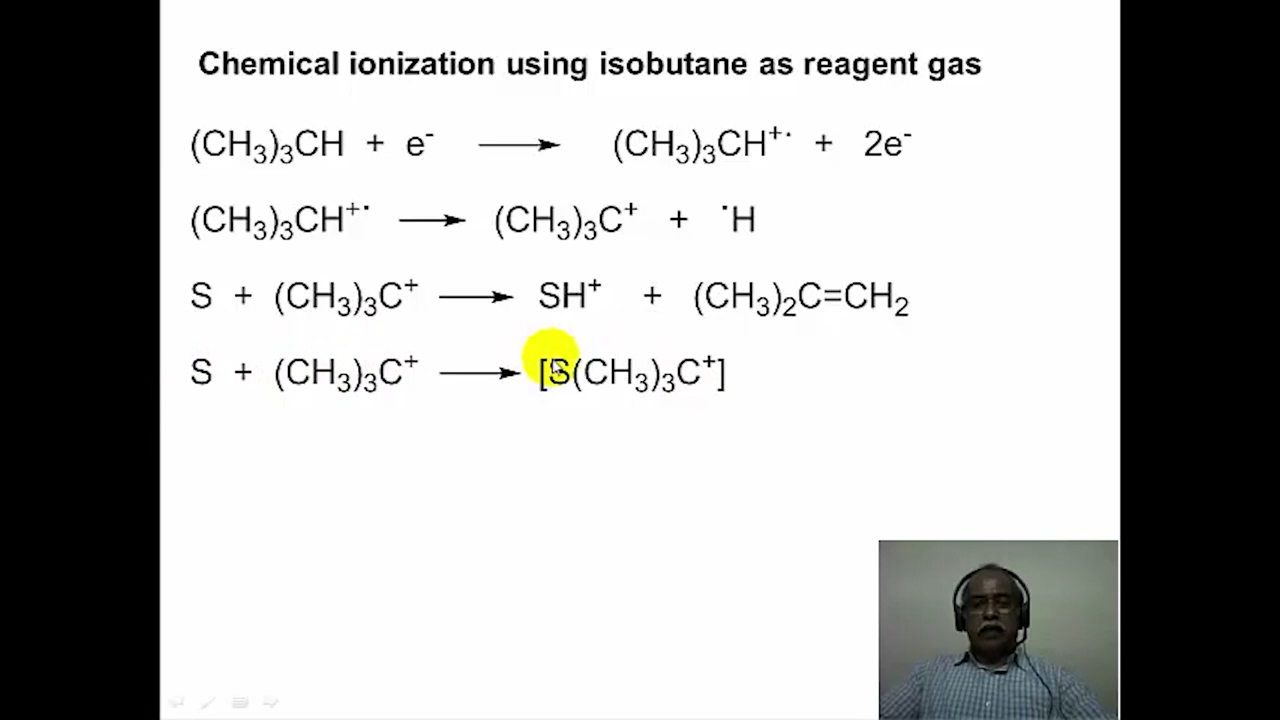 Chemical ionization using isobutane as reagent gas
(CH₃)₃CH + e⁻ ⟶ (CH₃)₃CH⁺˙ + 2e⁻
(CH₃)₃CH⁺˙ ⟶ (CH₃)₃C⁺ + ˙H
S + (CH₃)₃C⁺ ⟶ SH⁺ + (CH₃)₂C=CH₂
S + (CH₃)₃C⁺ ⟶ [S(CH₃)₃C⁺]